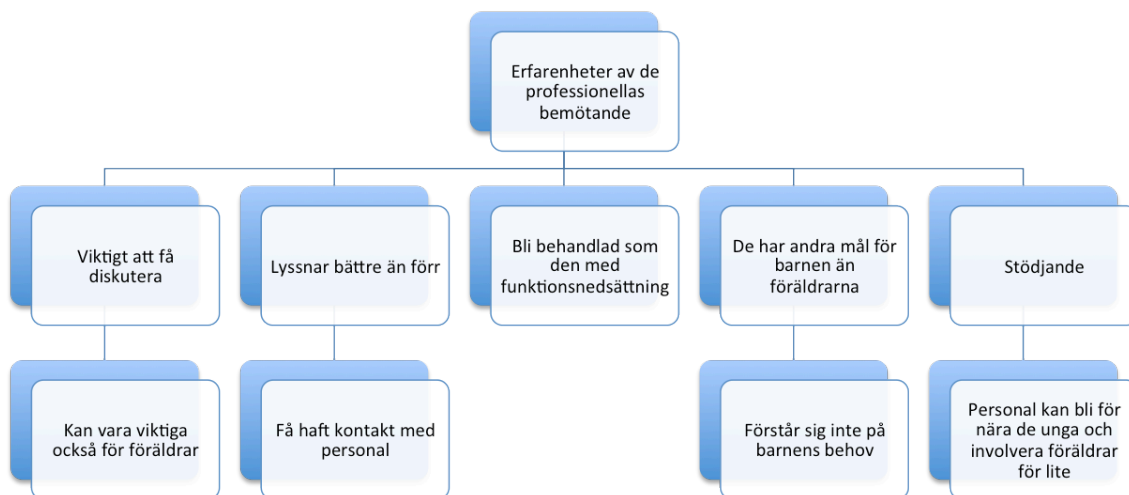 Erfarenheter av de
professionellas
bemötande
Viktigt att få
diskutera
Lyssnar bättre än förr
Bli behandlad som
den med
funktionsnedsättning
De har andra mål för
barnen än
föräldrarna
Stödjande
Kan vara viktiga
också för föräldrar
Få haft kontakt med
personal
Förstår sig inte på
barnens behov
Personal kan bli för
nära de unga och
involvera föräldrar
för lite